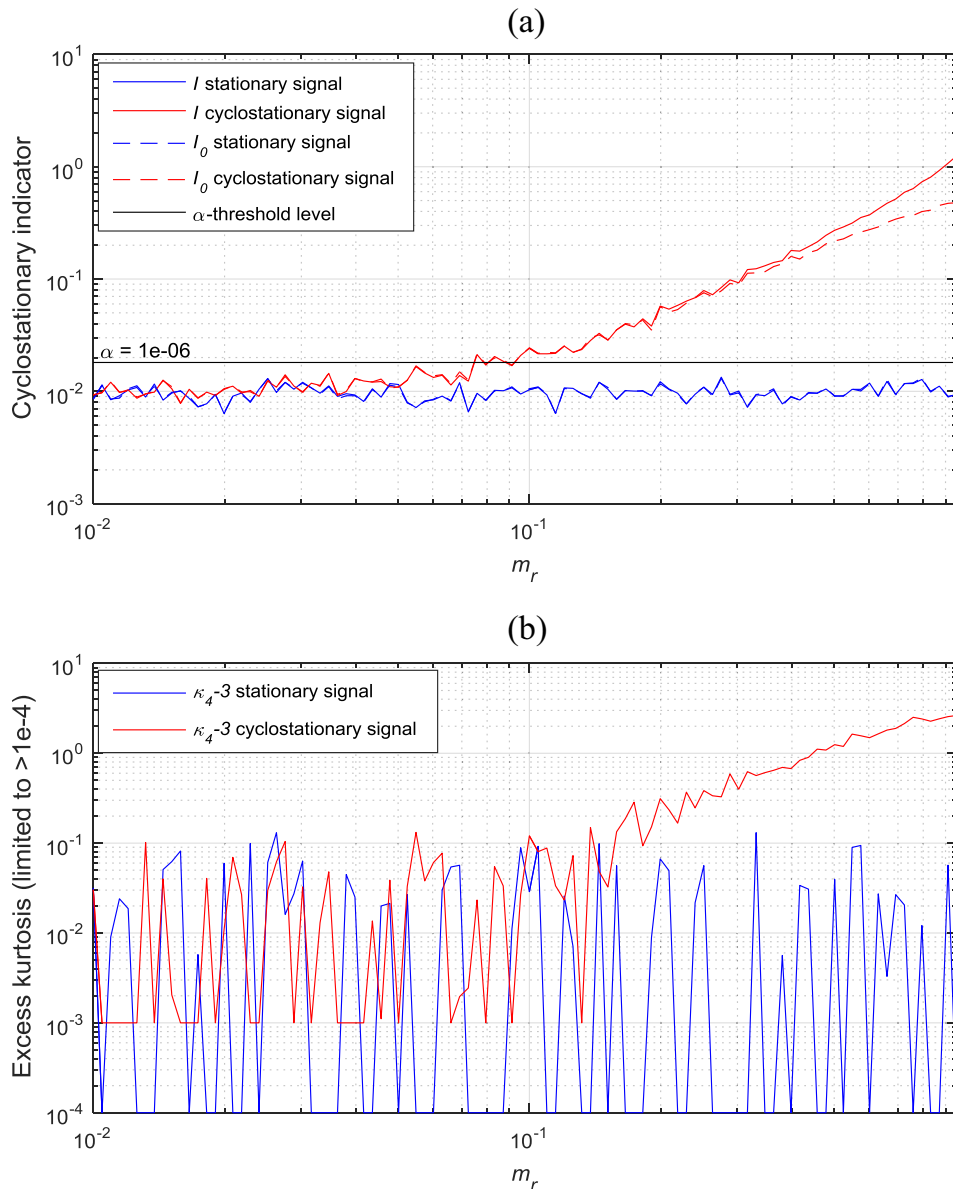 (a)
10^1
10^0
10^-1
10^-2
10^-3
Cyclostationary indicator
I stationary signal
I cyclostationary signal
I_0 stationary signal
I_0 cyclostationary signal
α-threshold level
α = 1e-06
10^-2
10^-1
m_r
(b)
10^1
10^0
10^-1
10^-2
10^-3
10^-4
Excess kurtosis (limited to >1e-4)
κ_4-3 stationary signal
κ_4-3 cyclostationary signal
10^-2
10^-1
m_r